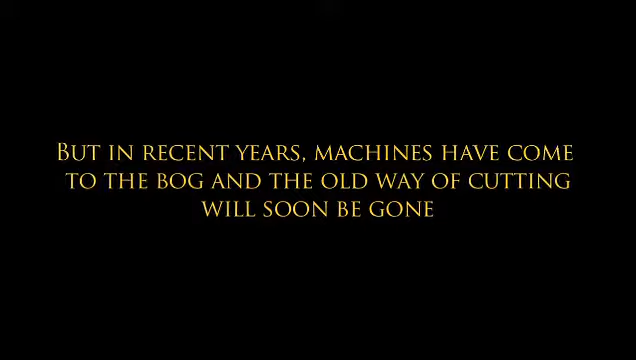 But in recent years, machines have come
to the bog and the old way of cutting
will soon be gone